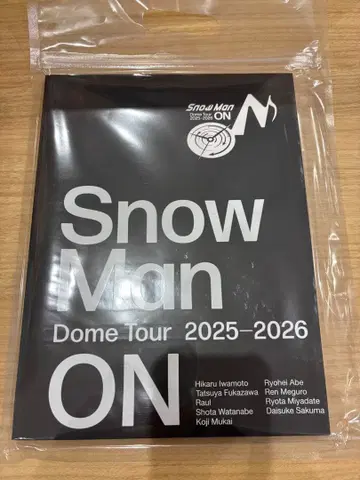 Snow Man
Dome Tour
2025-2026
ON
Snow
Man
Dome Tour 2025-2026
ON
Hikaru Iwamoto
Tatsuya Fukazawa
Raul
Shota Watanabe
Koji Mukai
Ryohei Abe
Ren Meguro
Ryota Miyadate
Daisuke Sakuma